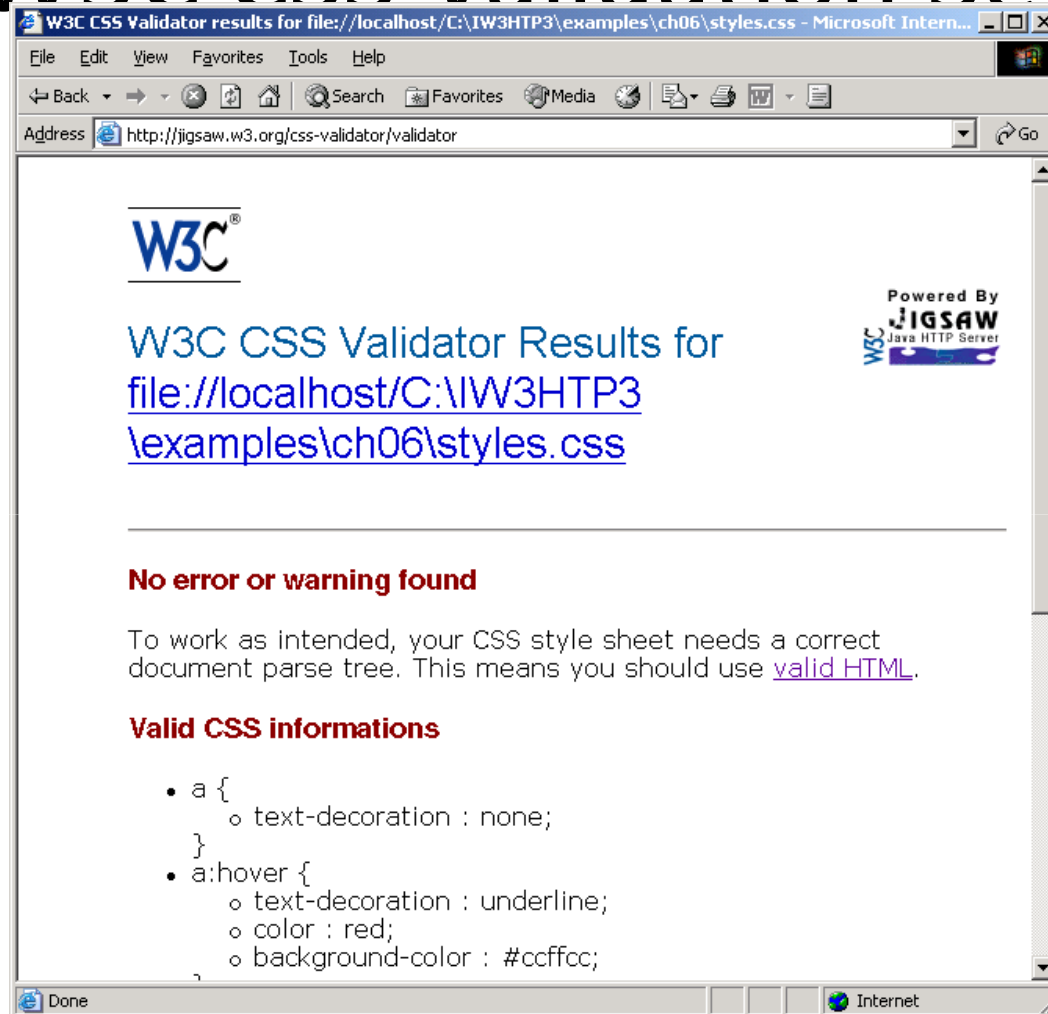 W3C CSS Validator results for file://localhost/C:\IW3HTP3\examples\ch06\styles.css - Microsoft Intern...
File Edit View Favorites Tools Help
Back Search Favorites Media
Address http://jigsaw.w3.org/css-validator/validator Go
W3C®
Powered By
JIGSAW
W3C Java HTTP Server
W3C CSS Validator Results for
file://localhost/C:\IW3HTP3
\examples\ch06\styles.css
No error or warning found
To work as intended, your CSS style sheet needs a correct
document parse tree. This means you should use valid HTML.
Valid CSS informations
• a {
o text-decoration : none;
}
• a:hover {
o text-decoration : underline;
o color : red;
o background-color : #ccffcc;
Done Internet